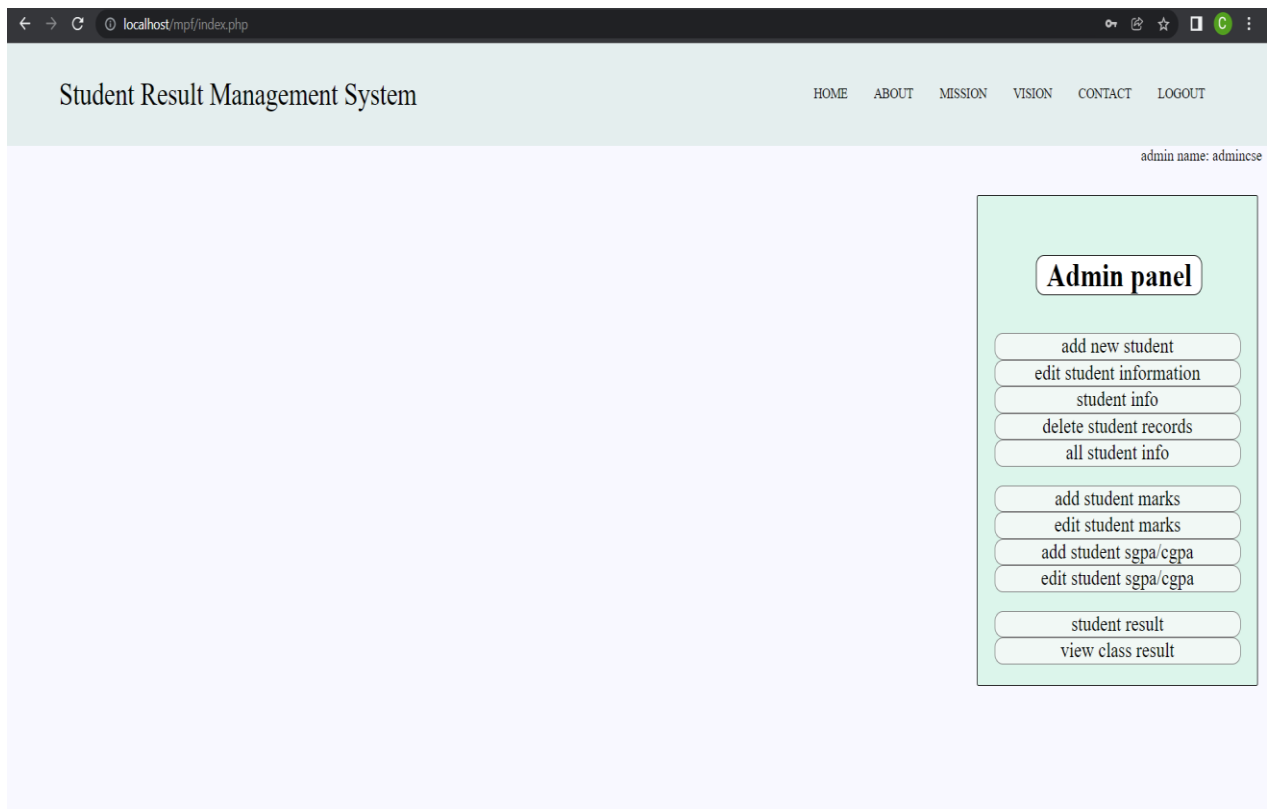 localhost/mpf/index.php
C
Student Result Management System
HOME ABOUT MISSION VISION CONTACT LOGOUT
admin name: admincse
Admin panel
add new student
edit student information
student info
delete student records
all student info
add student marks
edit student marks
add student sgpa/cgpa
edit student sgpa/cgpa
student result
view class result